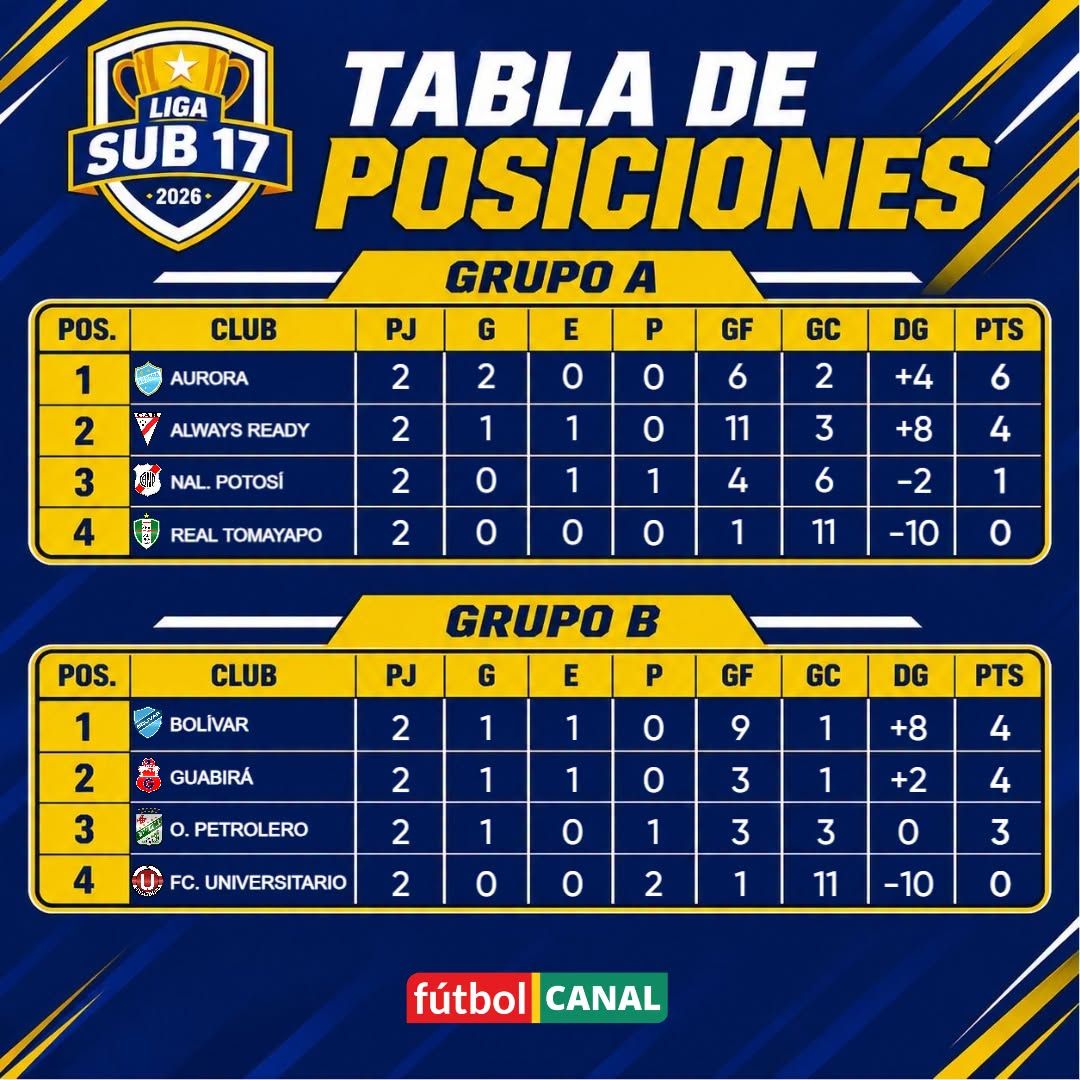 LIGA
SUB 17
2026
TABLA DE
POSICIONES
GRUPO A
POS. CLUB PJ G E P GF GC DG PTS
1 AURORA 2 2 0 0 6 2 +4 6
2 ALWAYS READY 2 1 1 0 11 3 +8 4
3 NAL. POTOSÍ 2 0 1 1 4 6 -2 1
4 REAL TOMAYAPO 2 0 0 0 1 11 -10 0
GRUPO B
POS. CLUB PJ G E P GF GC DG PTS
1 BOLÍVAR 2 1 1 0 9 1 +8 4
2 GUABIRÁ 2 1 1 0 3 1 +2 4
3 O. PETROLERO 2 1 0 1 3 3 0 3
4 FC. UNIVERSITARIO 2 0 0 2 1 11 -10 0
fútbol CANAL